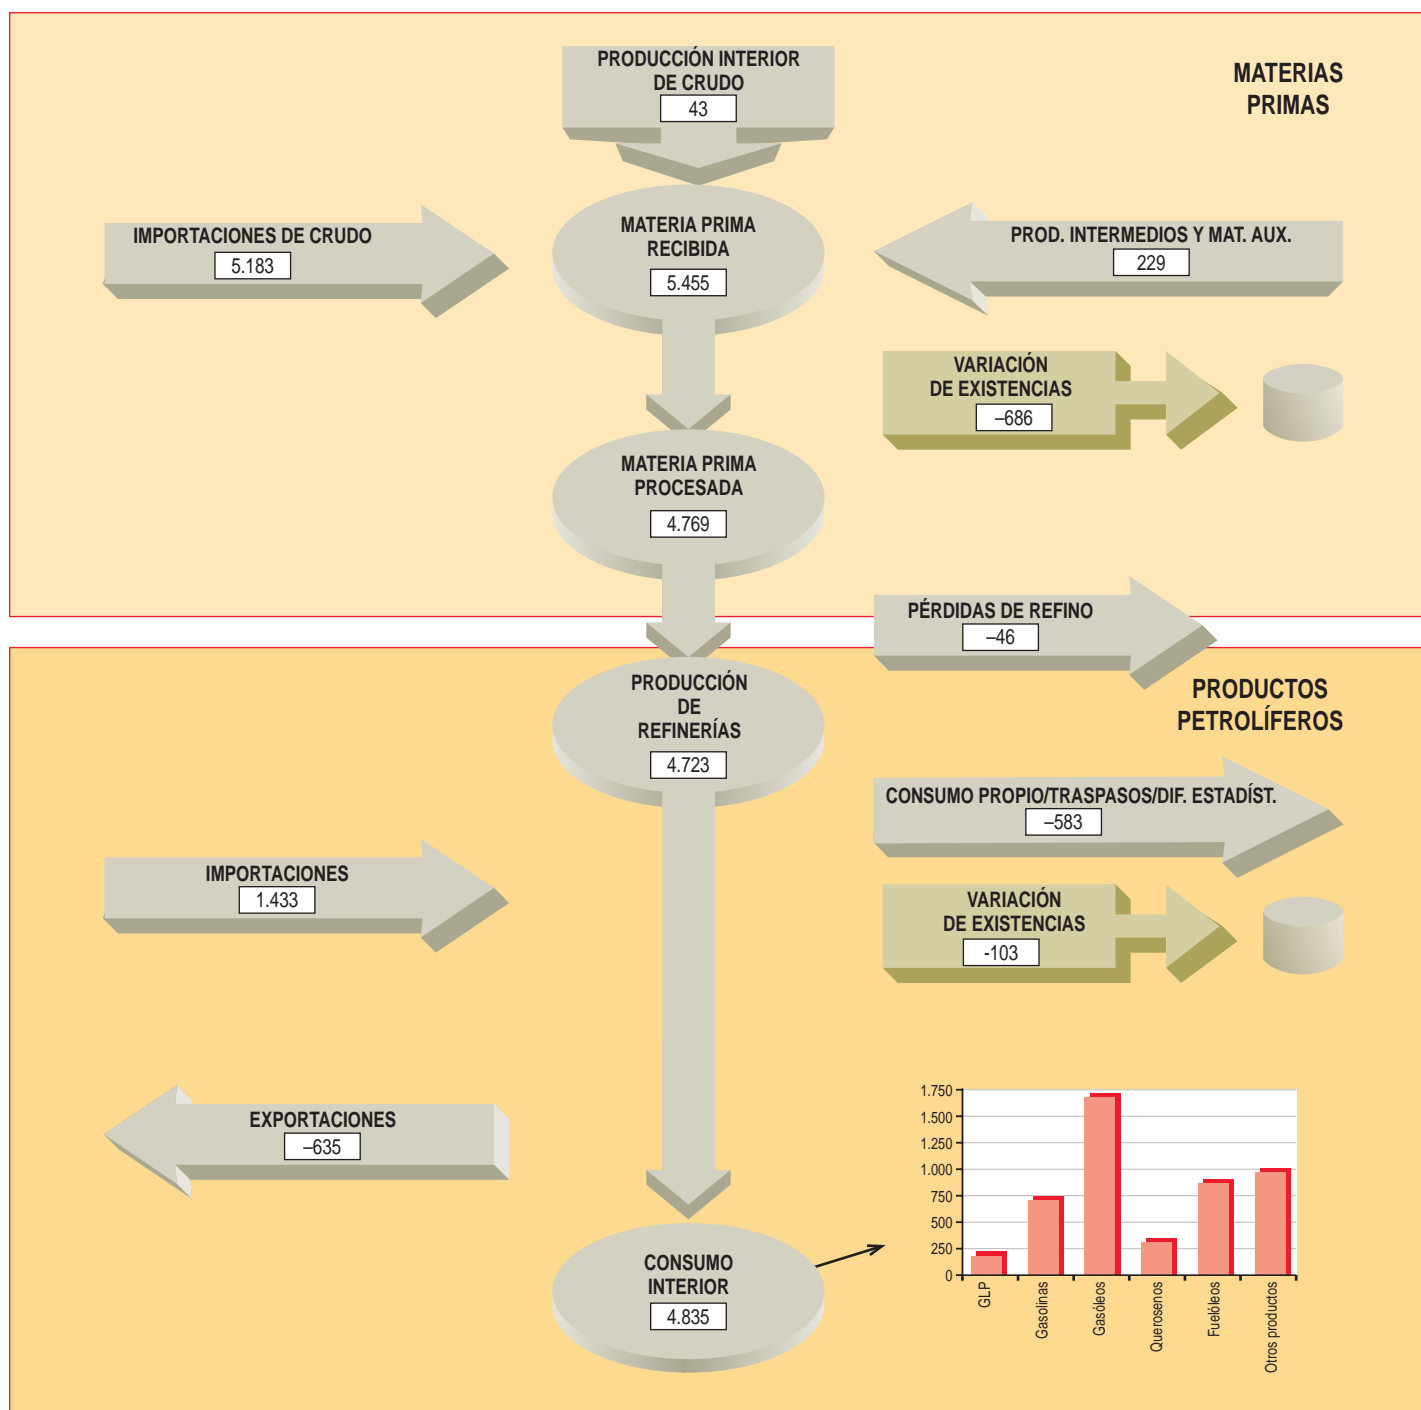 PRODUCCIÓN INTERIOR
DE CRUDO
43
MATERIAS
PRIMAS
IMPORTACIONES DE CRUDO
5.183
MATERIA PRIMA
RECIBIDA
5.455
PROD. INTERMEDIOS Y MAT. AUX.
229
VARIACIÓN
DE EXISTENCIAS
–686
MATERIA PRIMA
PROCESADA
4.769
PÉRDIDAS DE REFINO
–46
PRODUCCIÓN
DE
REFINERÍAS
4.723
PRODUCTOS
PETROLÍFEROS
CONSUMO PROPIO/TRASPASOS/DIF. ESTADÍST.
–583
IMPORTACIONES
1.433
VARIACIÓN
DE EXISTENCIAS
-103
EXPORTACIONES
–635
CONSUMO
INTERIOR
4.835
1.750
1.500
1.250
1.000
750
500
250
0
GLP
Gasolinas
Gasóleos
Querosenos
Fuelóleos
Otros productos